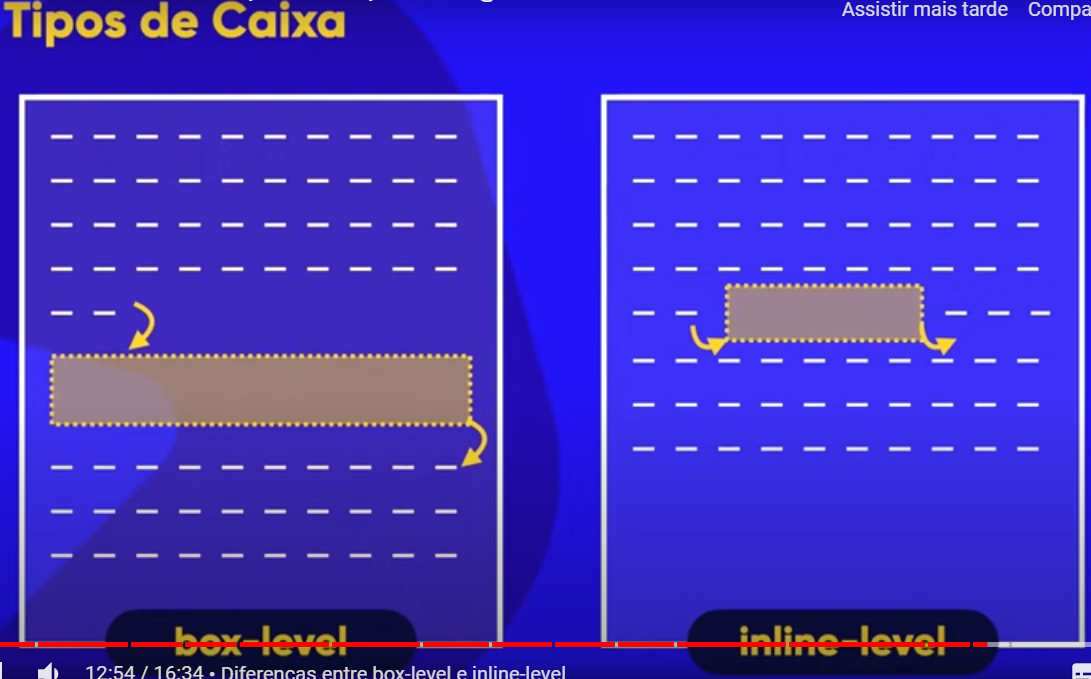 Tipos de Caixa
Assistir mais tarde
box-level
inline-level
12:54 / 16:34 • Diferenças entre box-level e inline-level